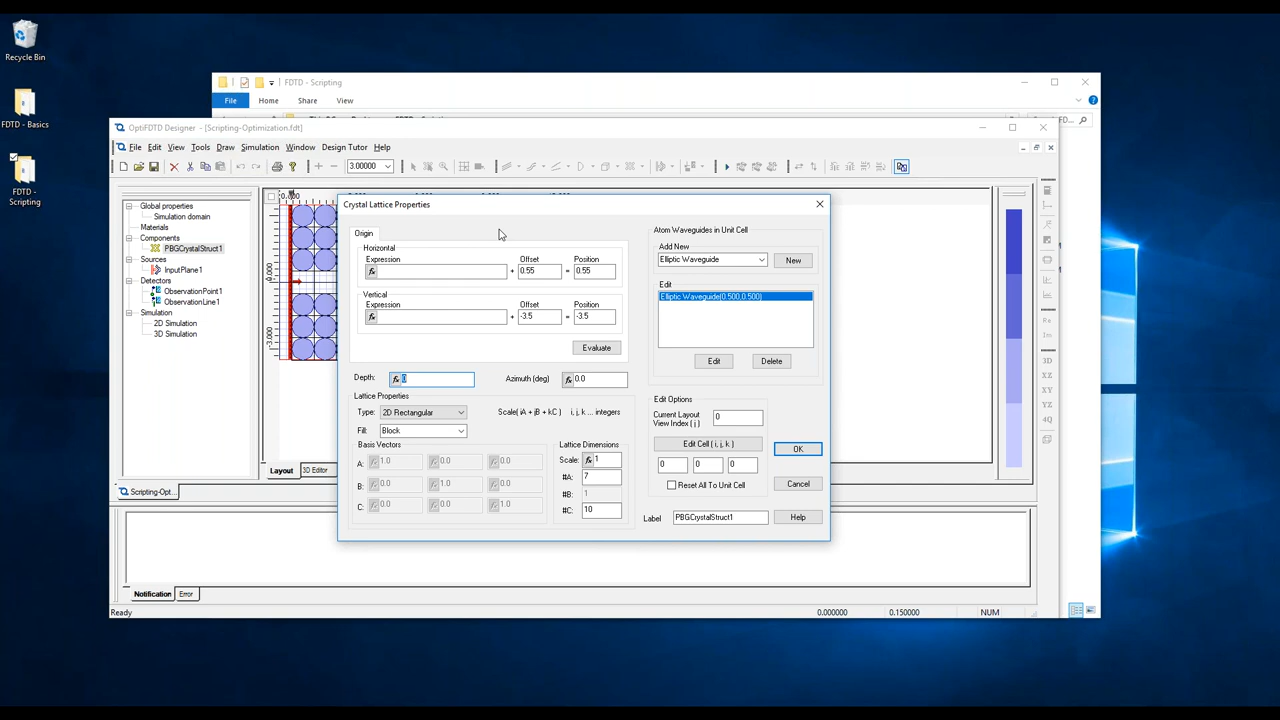 Recycle Bin
FDTD - Basics
FDTD -
Scripting
FDTD - Scripting
File Home Share View
OptiFDTD Designer - [Scripting-Optimization.fdt]
File Edit View Tools Draw Simulation Window Design Tutor Help
3.00000
Global properties
Simulation domain
Materials
Components
PBGCrystalStruct1
Sources
InputPlane1
Detectors
ObservationPoint1
ObservationLine1
Simulation
2D Simulation
3D Simulation
Layout 3D Editor
Scripting-Opt...
Crystal Lattice Properties
Origin
Horizontal
Expression Offset Position
+ 0.55 = 0.55
Vertical
Expression Offset Position
+ -3.5 = -3.5
Evaluate
Depth: 0 Azimuth (deg) 0.0
Lattice Properties
Type: 2D Rectangular Scale( iA + jB + kC ) i, j, k ... integers
Fill: Block
Basis Vectors
A: 1.0 0.0 0.0
B: 0.0 1.0 0.0
C: 0.0 0.0 1.0
Lattice Dimensions
Scale: 1
#A: 7
#B: 1
#C: 10
Atom Waveguides in Unit Cell
Add New
Elliptic Waveguide New
Edit
Elliptic Waveguide(0.500,0.500)
Edit Delete
Edit Options
Current Layout
View Index ( j ) 0
Edit Cell ( i, j, k )
0 0 0
Reset All To Unit Cell
Label PBGCrystalStruct1
OK
Cancel
Help
3D
XZ
XY
YZ
4Q
Notification Error
Ready 0.000000 0.150000 NUM